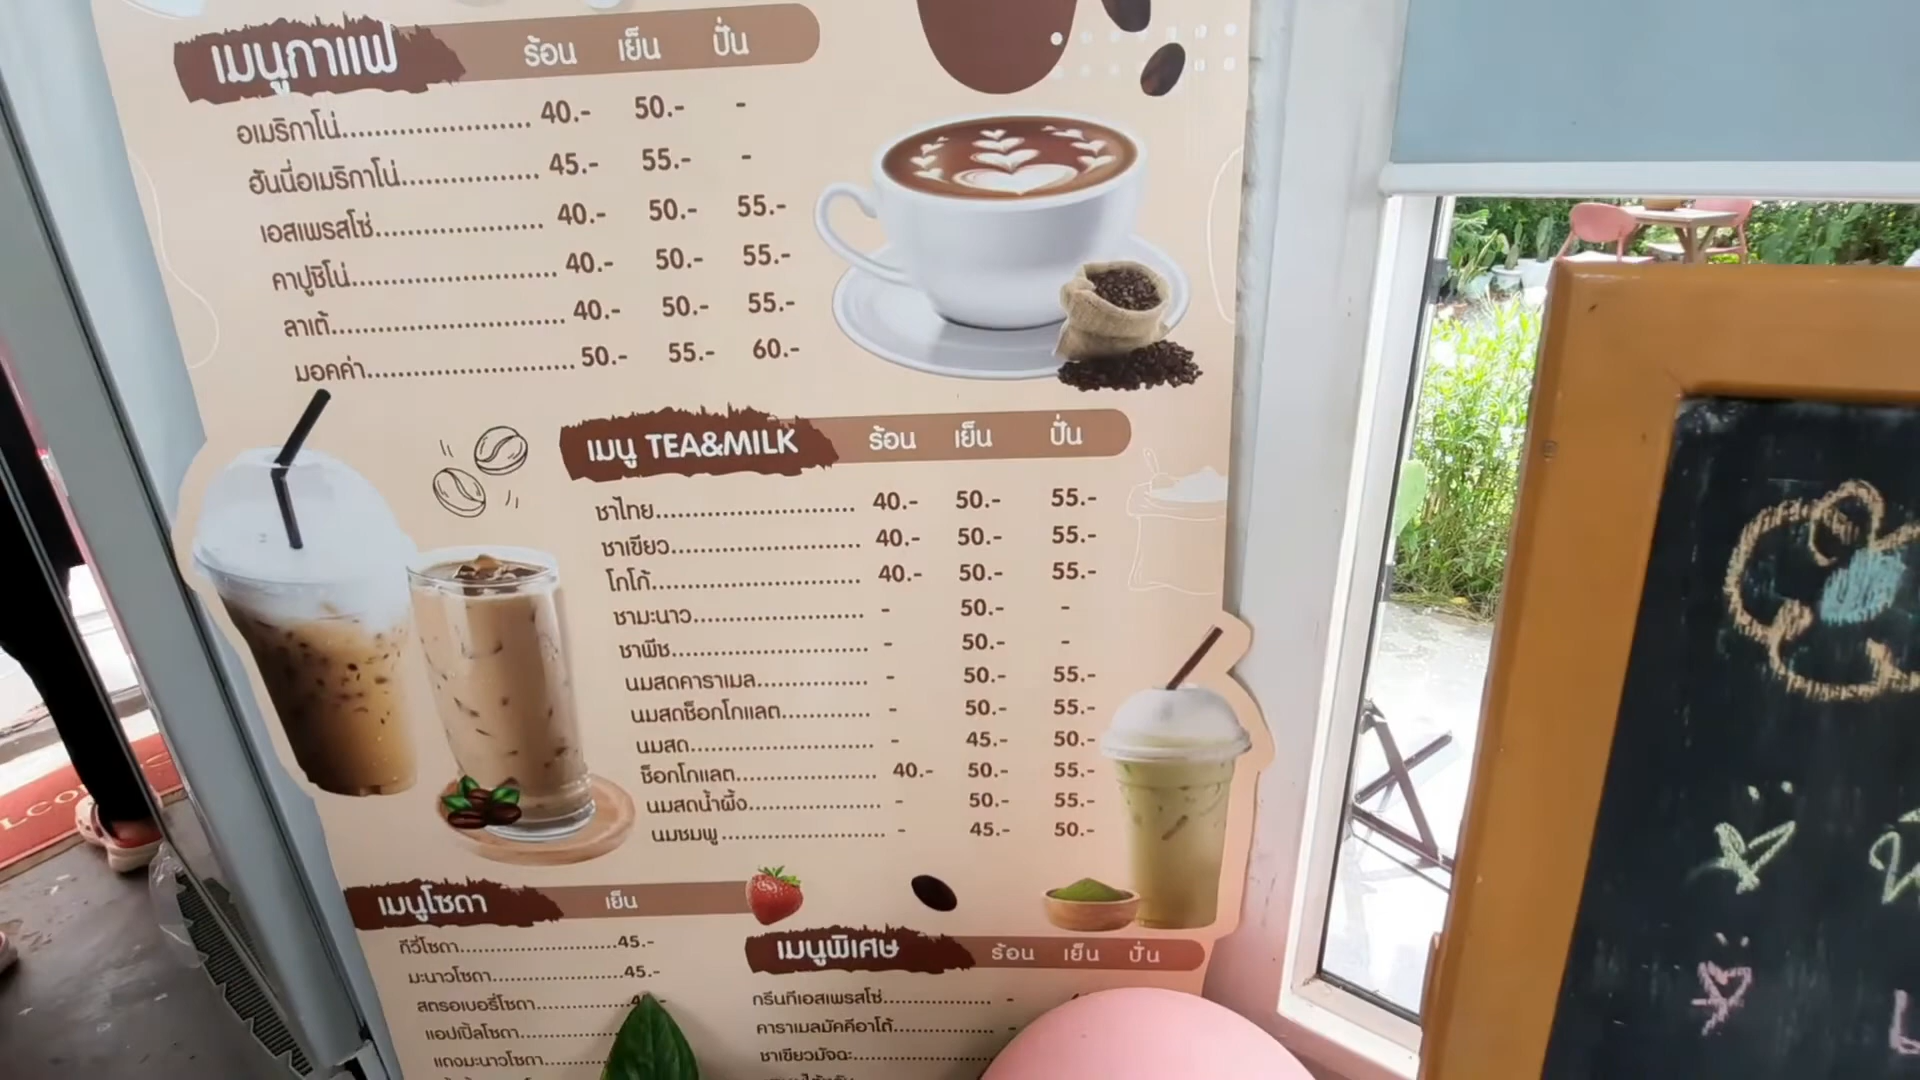 เมนูกาแฟ ร้อน เย็น ปั่น
อเมริกาโน่ 40.- 50.- -
ฮันนี่อเมริกาโน่ 45.- 55.- -
เอสเพรสโซ่ 40.- 50.- 55.-
คาปูชิโน่ 40.- 50.- 55.-
ลาเต้ 40.- 50.- 55.-
มอคค่า 50.- 55.- 60.-
เมนู TEA&MILK ร้อน เย็น ปั่น
ชาไทย 40.- 50.- 55.-
ชาเขียว 40.- 50.- 55.-
โกโก้ 40.- 50.- 55.-
ชามะนาว - 50.- -
ชาพีช - 50.- -
นมสดคาราเมล - 50.- 55.-
นมสดช็อกโกแลต - 50.- 55.-
นมสด - 45.- 50.-
ช็อกโกแลต 40.- 50.- 55.-
นมสดน้ำผึ้ง - 50.- 55.-
นมชมพู - 45.- 50.-
เมนูโซดา เย็น
กีวี่โซดา 45.-
มะนาวโซดา 45.-
สตรอเบอรี่โซดา
แอปเปิ้ลโซดา
แดงมะนาวโซดา
เมนูพิเศษ ร้อน เย็น ปั่น
กรีนทีเอสเพรสโซ่ -
คาราเมลมัคคีอาโต้ -
ชาเขียวมัจฉะ